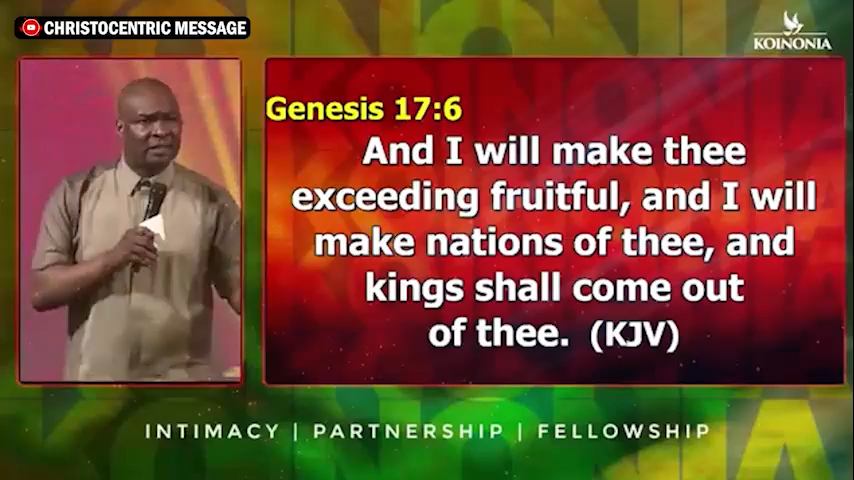 CHRISTOCENTRIC MESSAGE
KOINONIA
Genesis 17:6
And I will make thee
exceeding fruitful, and I will
make nations of thee, and
kings shall come out
of thee. (KJV)
INTIMACY | PARTNERSHIP | FELLOWSHIP